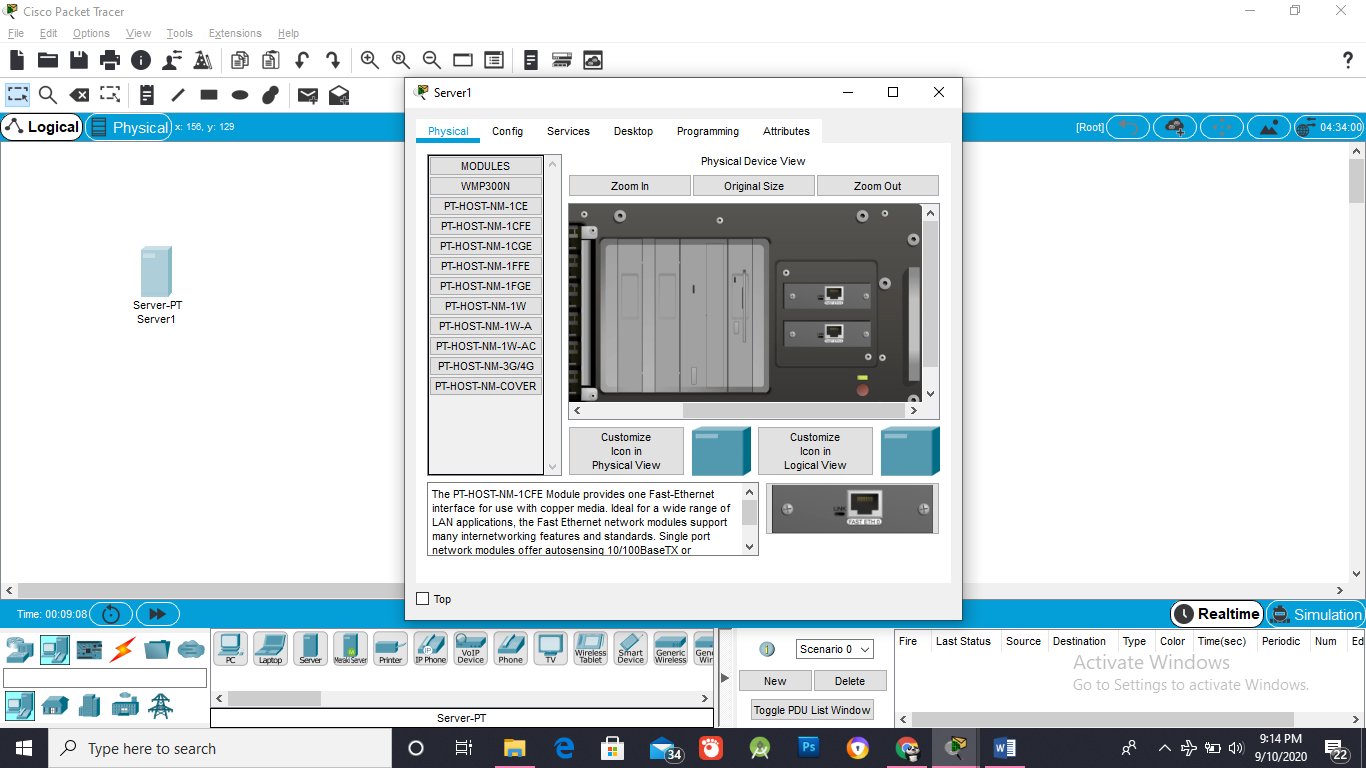 Cisco Packet Tracer
File Edit Options View Tools Extensions Help
Logical
Physical x: 156, y: 129
[Root]
04:34:00
Server-PT
Server1
Server1
Physical Config Services Desktop Programming Attributes
MODULES
WMP300N
PT-HOST-NM-1CE
PT-HOST-NM-1CFE
PT-HOST-NM-1CGE
PT-HOST-NM-1FFE
PT-HOST-NM-1FGE
PT-HOST-NM-1W
PT-HOST-NM-1W-A
PT-HOST-NM-1W-AC
PT-HOST-NM-3G/4G
PT-HOST-NM-COVER
Physical Device View
Zoom In Original Size Zoom Out
Customize
Icon in
Physical View
Customize
Icon in
Logical View
The PT-HOST-NM-1CFE Module provides one Fast-Ethernet
interface for use with copper media. Ideal for a wide range of
LAN applications, the Fast Ethernet network modules support
many internetworking features and standards. Single port
network modules offer autosensing 10/100BaseTX or
LINK
FAST ETH 0
Top
Time: 00:09:08
Realtime
Simulation
PC
Laptop
Server
Meraki Server
Printer
IP Phone
VoIP
Device
Phone
TV
Wireless
Tablet
Smart
Device
Generic
Wireless
Server-PT
Scenario 0
New Delete
Toggle PDU List Window
Fire Last Status Source Destination Type Color Time(sec) Periodic Num Ed
Activate Windows
Go to Settings to activate Windows.
Type here to search
34
Ps
W
9:14 PM
9/10/2020
22